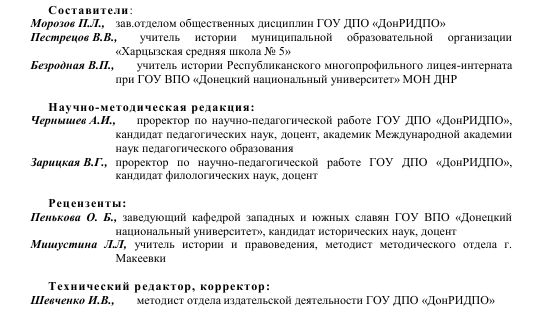 Составители:
Морозов П.Л., зав.отделом общественных дисциплин ГОУ ДПО «ДонРИДПО»
Пестрецов В.В., учитель истории муниципальной образовательной организации
«Харцызская средняя школа № 5»
Безродная В.П., учитель истории Республиканского многопрофильного лицея-интерната
при ГОУ ВПО «Донецкий национальный университет» МОН ДНР
Научно-методическая редакция:
Чернышев А.И., проректор по научно-педагогической работе ГОУ ДПО «ДонРИДПО»,
кандидат педагогических наук, доцент, академик Международной академии
наук педагогического образования
Зарицкая В.Г., проректор по научно-педагогической работе ГОУ ДПО «ДонРИДПО»,
кандидат филологических наук, доцент
Рецензенты:
Пенькова О. Б., заведующий кафедрой западных и южных славян ГОУ ВПО «Донецкий
национальный университет», кандидат исторических наук, доцент
Мишустина Л.Л, учитель истории и правоведения, методист методического отдела г.
Макеевки
Технический редактор, корректор:
Шевченко И.В., методист отдела издательской деятельности ГОУ ДПО «ДонРИДПО»